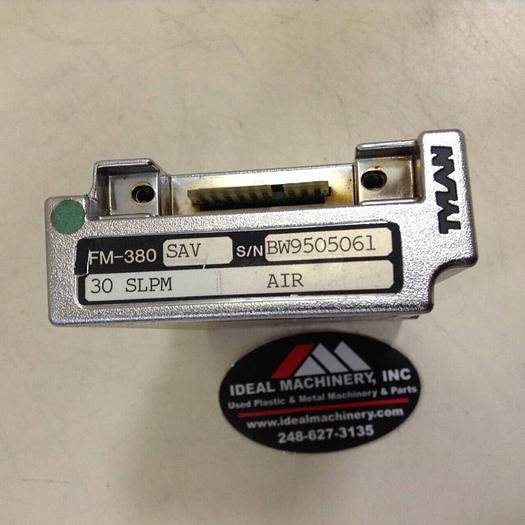 TYLAN
FM-380 SAV S/N BW9505061
30 SLPM AIR
IDEAL MACHINERY, INC
Used Plastic & Metal Machinery & Parts
www.idealmachinery.com
248-627-3135